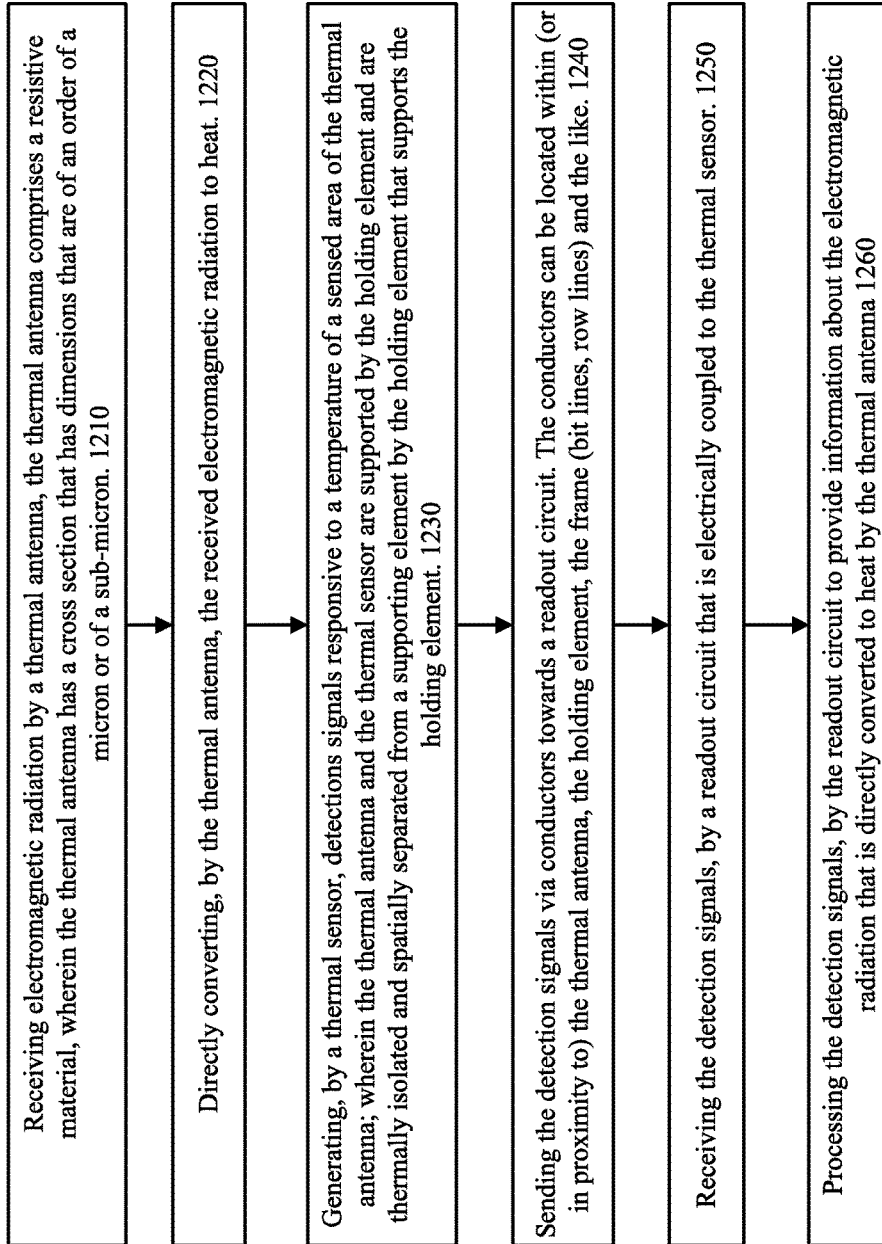 Receiving electromagnetic radiation by a thermal antenna, the thermal antenna comprises a resistive
material, wherein the thermal antenna has a cross section that has dimensions that are of an order of a
micron or of a sub-micron. 1210
Directly converting, by the thermal antenna, the received electromagnetic radiation to heat. 1220
Generating, by a thermal sensor, detections signals responsive to a temperature of a sensed area of the thermal
antenna; wherein the thermal antenna and the thermal sensor are supported by the holding element and are
thermally isolated and spatially separated from a supporting element by the holding element that supports the
holding element. 1230
Sending the detection signals via conductors towards a readout circuit. The conductors can be located within (or
in proximity to) the thermal antenna, the holding element, the frame (bit lines, row lines) and the like. 1240
Receiving the detection signals, by a readout circuit that is electrically coupled to the thermal sensor. 1250
Processing the detection signals, by the readout circuit to provide information about the electromagnetic
radiation that is directly converted to heat by the thermal antenna 1260